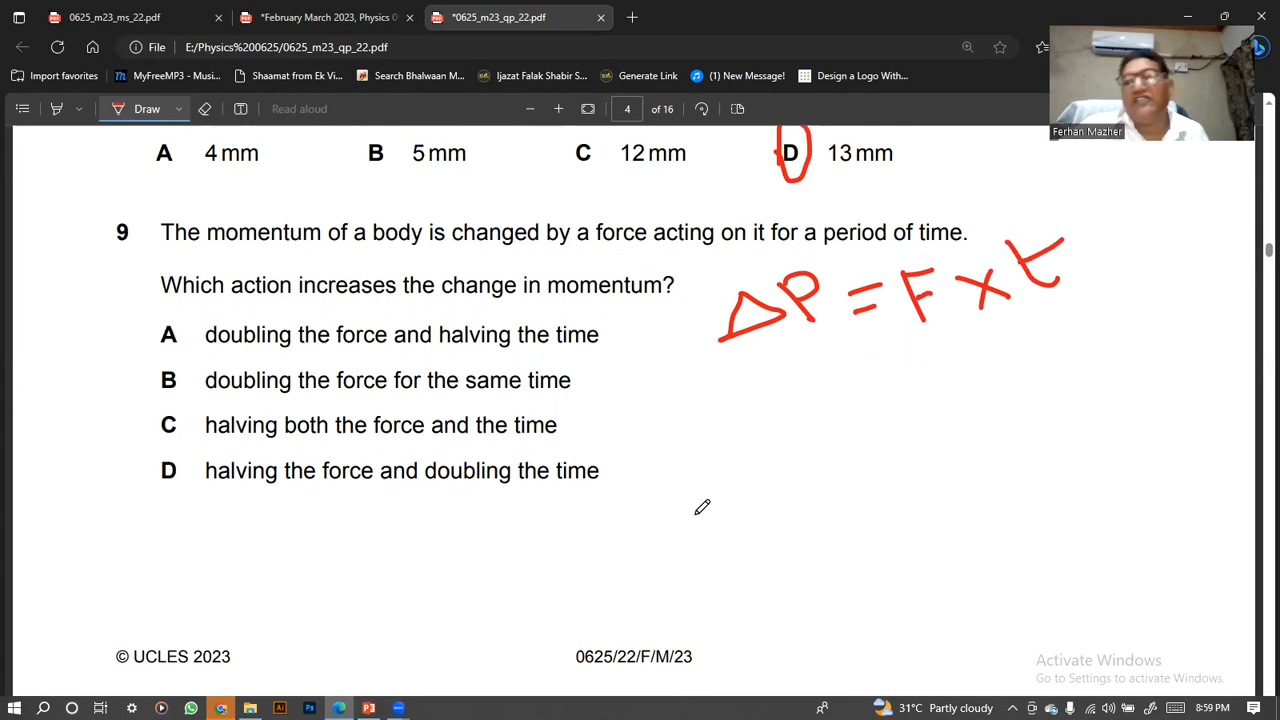 0625_m23_ms_22.pdf
*February March 2023, Physics 0
*0625_m23_qp_22.pdf
File
E:/Physics%200625/0625_m23_qp_22.pdf
Import favorites
MyFreeMP3 - Musi...
Shaamat from Ek Vi...
Search Bhalwaan M...
Ijazat Falak Shabir S...
Generate Link
(1) New Message!
Design a Logo With...
Draw
Read aloud
4 of 16
Ferhan Mazher
A 4 mm B 5 mm C 12 mm D 13 mm
9 The momentum of a body is changed by a force acting on it for a period of time.
Which action increases the change in momentum?
ΔP = F × t
A doubling the force and halving the time
B doubling the force for the same time
C halving both the force and the time
D halving the force and doubling the time
© UCLES 2023
0625/22/F/M/23
Activate Windows
Go to Settings to activate Windows.
31°C Partly cloudy
8:59 PM